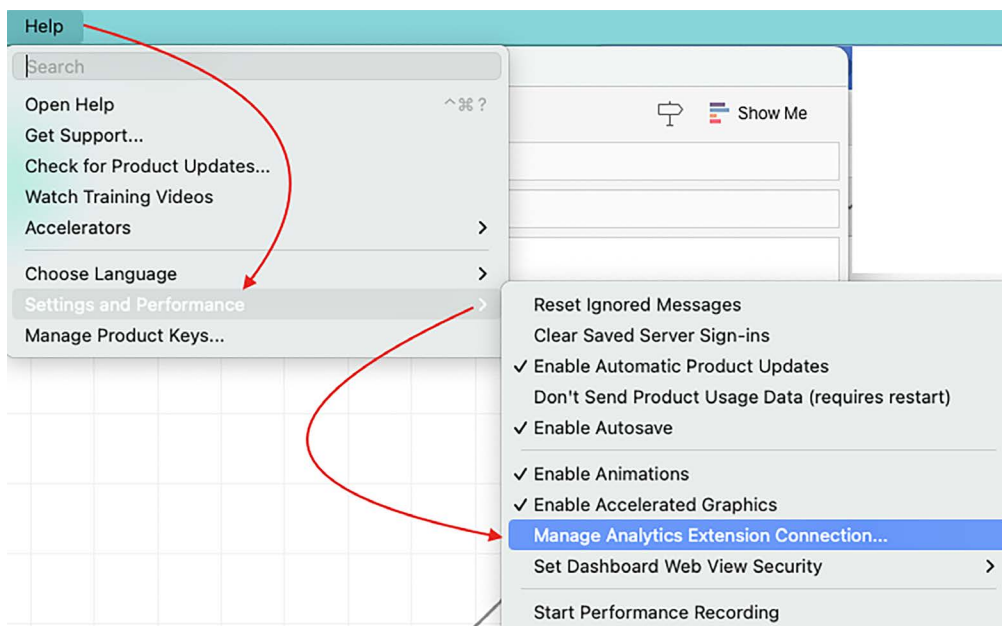 Help
Search
Open Help ^⌘?
Get Support...
Check for Product Updates...
Watch Training Videos
Accelerators
Choose Language
Settings and Performance
Manage Product Keys...
Show Me
Reset Ignored Messages
Clear Saved Server Sign-ins
✓ Enable Automatic Product Updates
Don't Send Product Usage Data (requires restart)
✓ Enable Autosave
✓ Enable Animations
✓ Enable Accelerated Graphics
Manage Analytics Extension Connection...
Set Dashboard Web View Security
Start Performance Recording